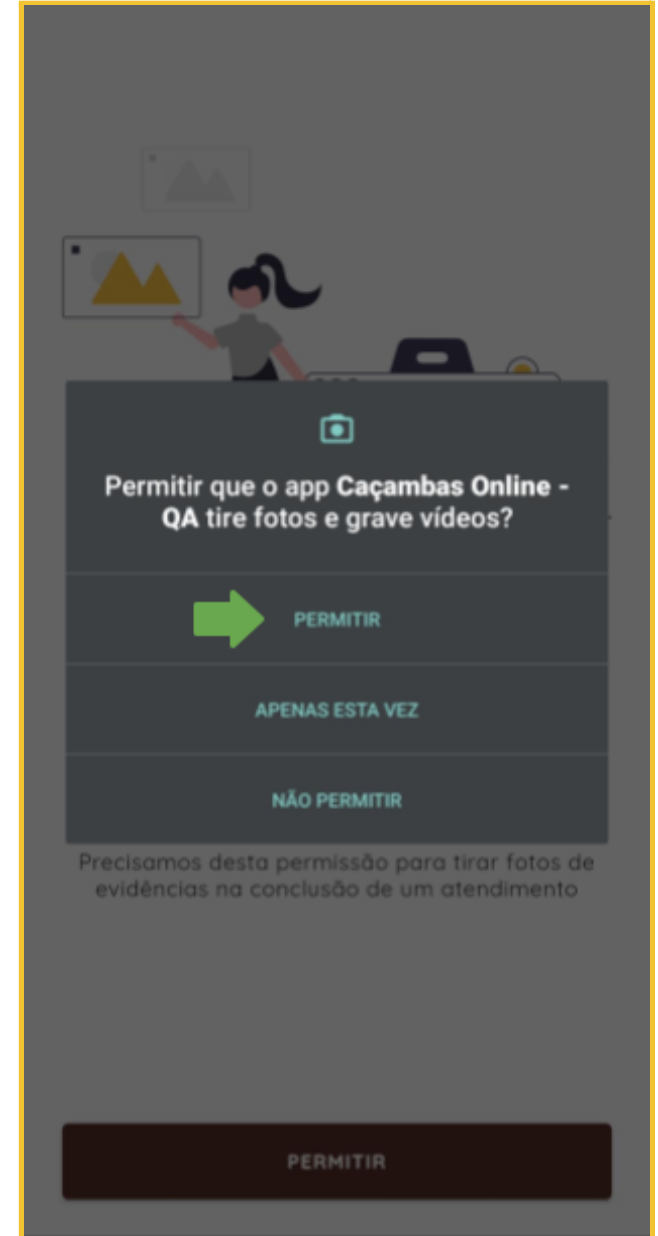 Permitir que o app Caçambas Online -
QA tire fotos e grave vídeos?
PERMITIR
APENAS ESTA VEZ
NÃO PERMITIR
Precisamos desta permissão para tirar fotos de
evidências na conclusão de um atendimento
PERMITIR